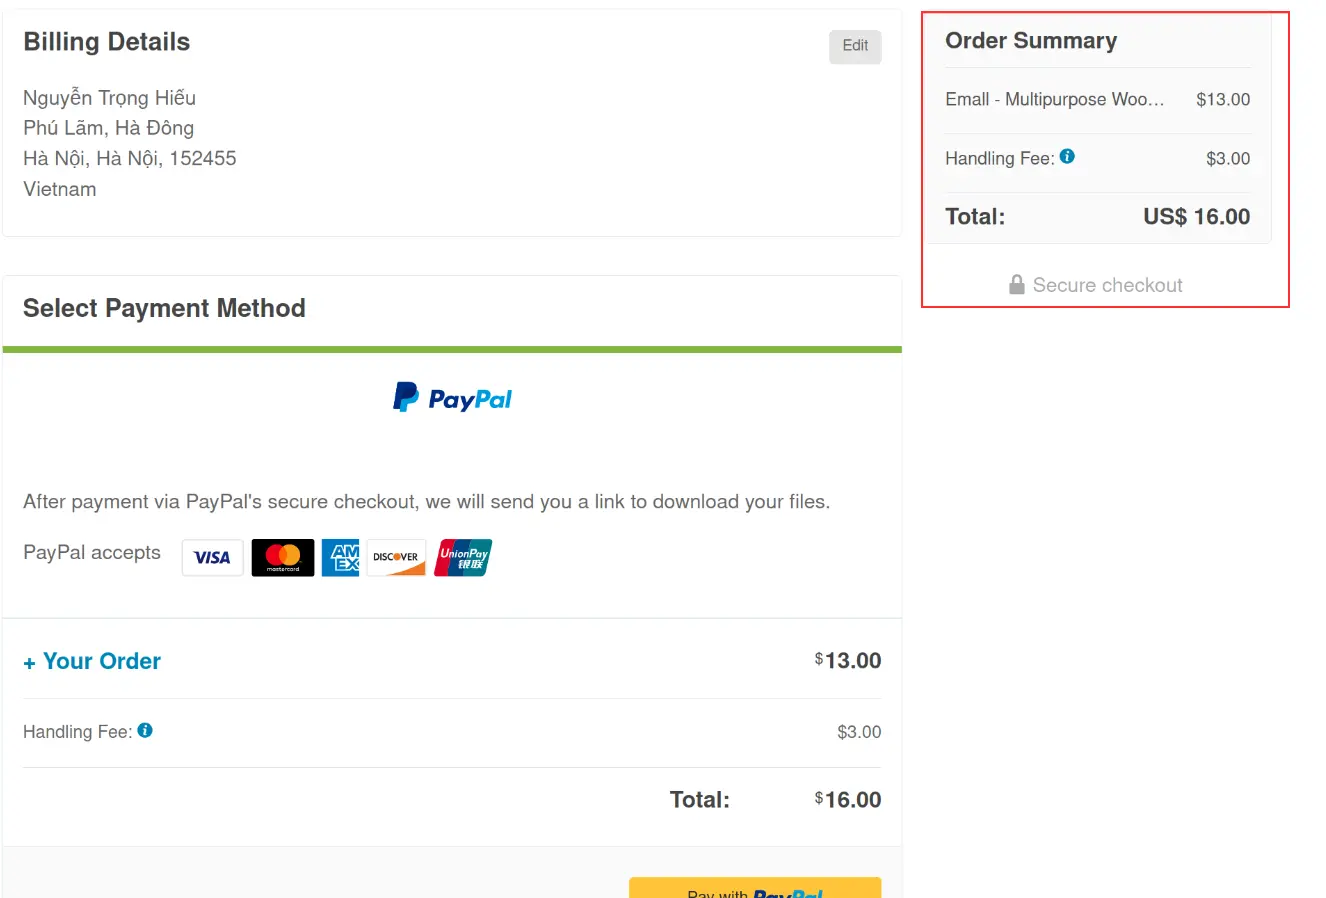 Billing Details
Edit
Nguyễn Trọng Hiếu
Phú Lãm, Hà Đông
Hà Nội, Hà Nội, 152455
Vietnam
Select Payment Method
PayPal
After payment via PayPal's secure checkout, we will send you a link to download your files.
PayPal accepts VISA mastercard AM EX DISCOVER UnionPay 银联
+ Your Order $13.00
Handling Fee: $3.00
Total: $16.00
Pay with PayPal
Order Summary
Emall - Multipurpose Woo... $13.00
Handling Fee: $3.00
Total: US$ 16.00
Secure checkout